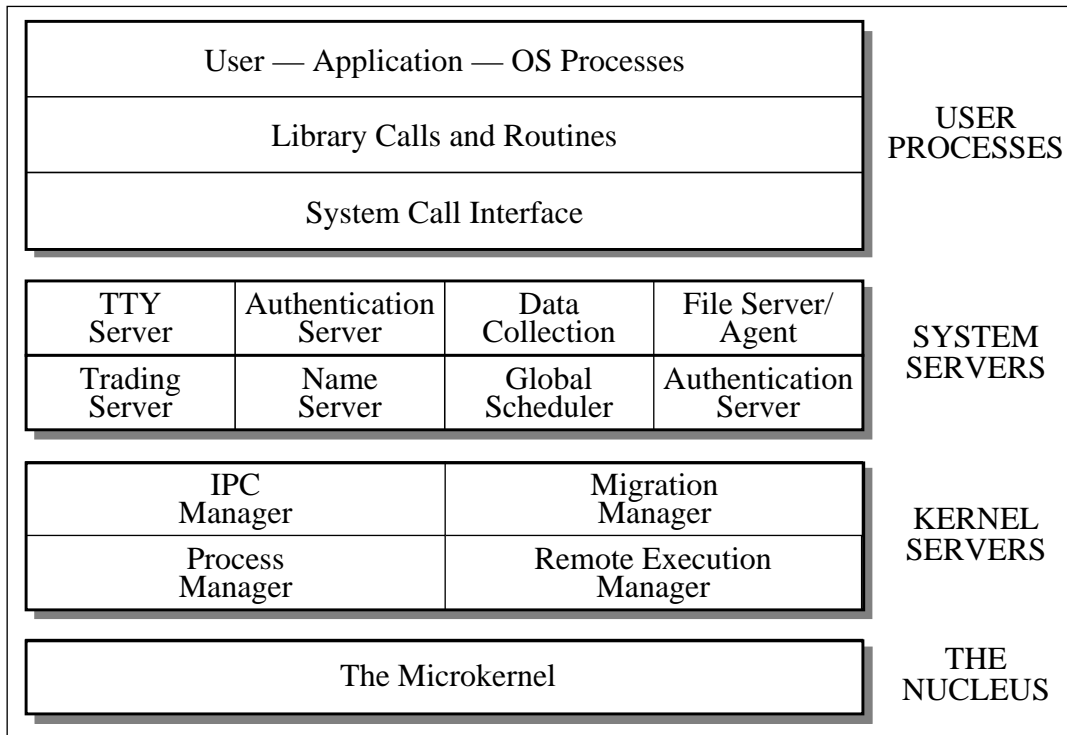 User — Application — OS Processes
Library Calls and Routines
System Call Interface
USER
PROCESSES
TTY
Server
Authentication
Server
Data
Collection
File Server/
Agent
Trading
Server
Name
Server
Global
Scheduler
Authentication
Server
SYSTEM
SERVERS
IPC
Manager
Migration
Manager
Process
Manager
Remote Execution
Manager
KERNEL
SERVERS
The Microkernel
THE
NUCLEUS